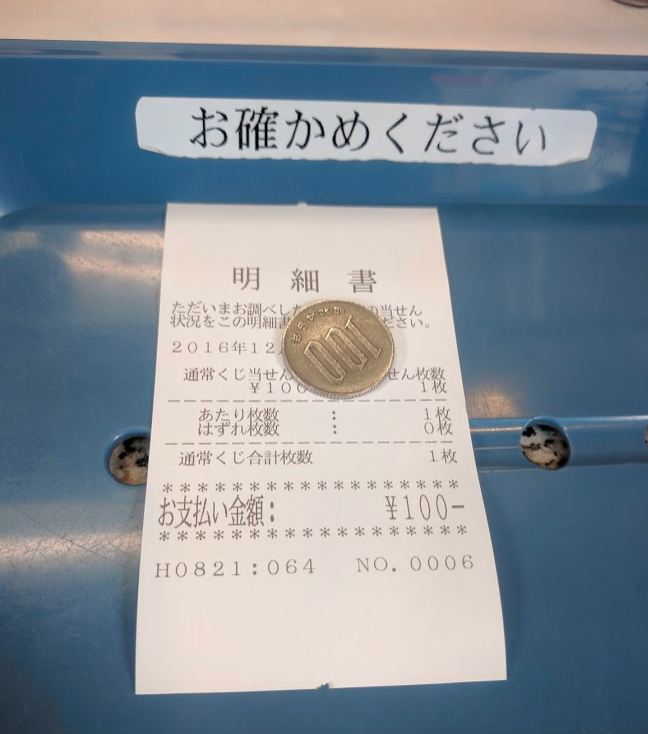 お確かめください
明細書
ただいまお調べした の当せん
状況をこの明細 ださい。
2016年12
通常くじ当せん せん枚数
¥100 1枚
100
あたり枚数 : 1枚
はずれ枚数 : 0枚
通常くじ合計枚数 1枚
******************
お支払い金額: ¥100-
******************
H0821:064 NO.0006